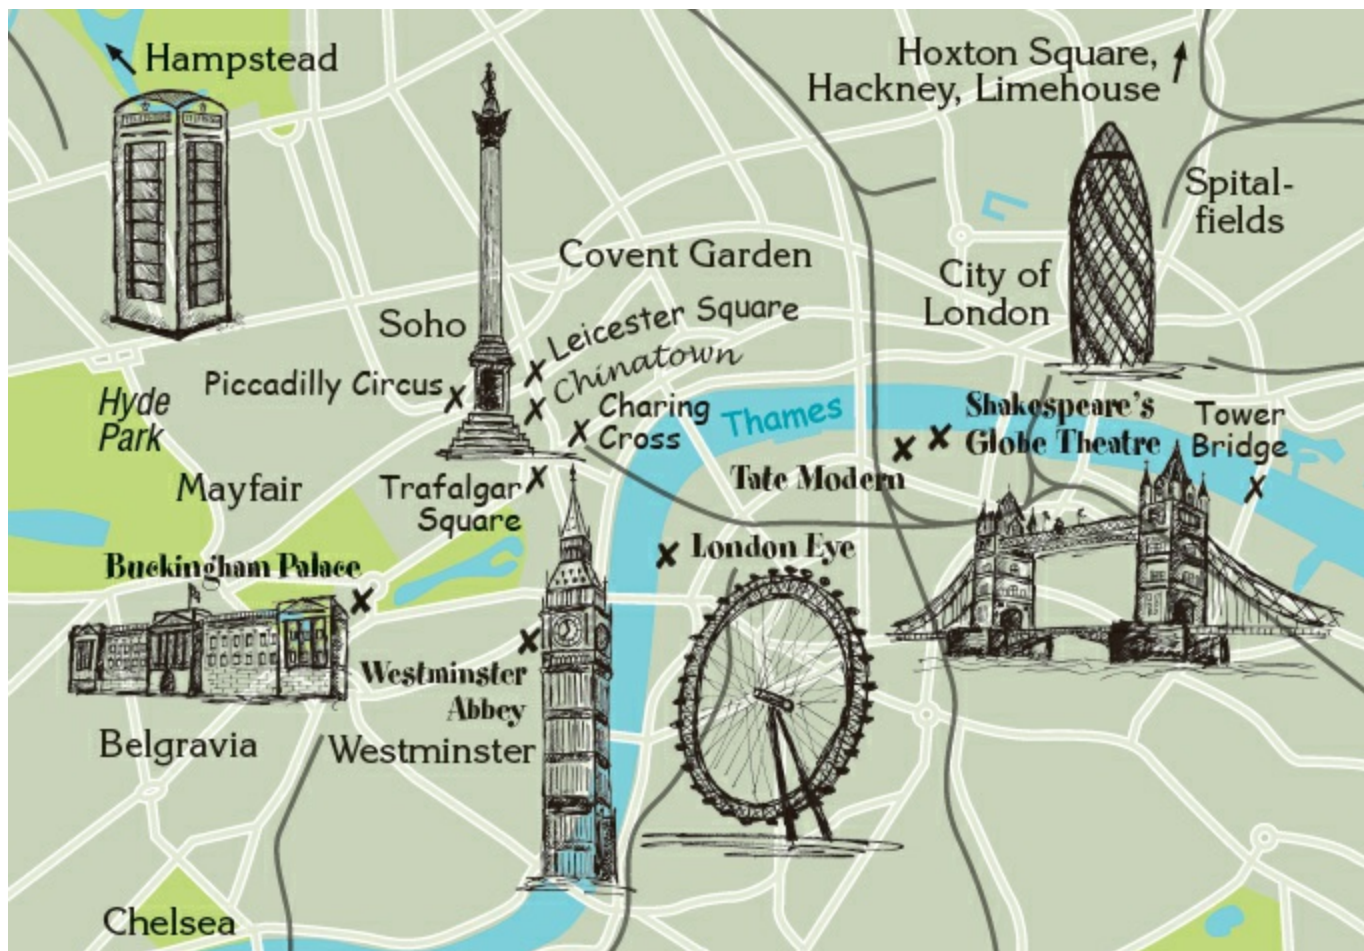 Hampstead
Hoxton Square,
Hackney, Limehouse
Spital-
fields
Covent Garden
City of
London
Soho
Leicester Square
Chinatown
Piccadilly Circus
Hyde
Park
Charing
Cross
Thames
Shakespeare's
Globe Theatre
Tower
Bridge
Mayfair
Trafalgar
Square
Tate Modern
Buckingham Palace
London Eye
Westminster
Abbey
Belgravia
Westminster
Chelsea